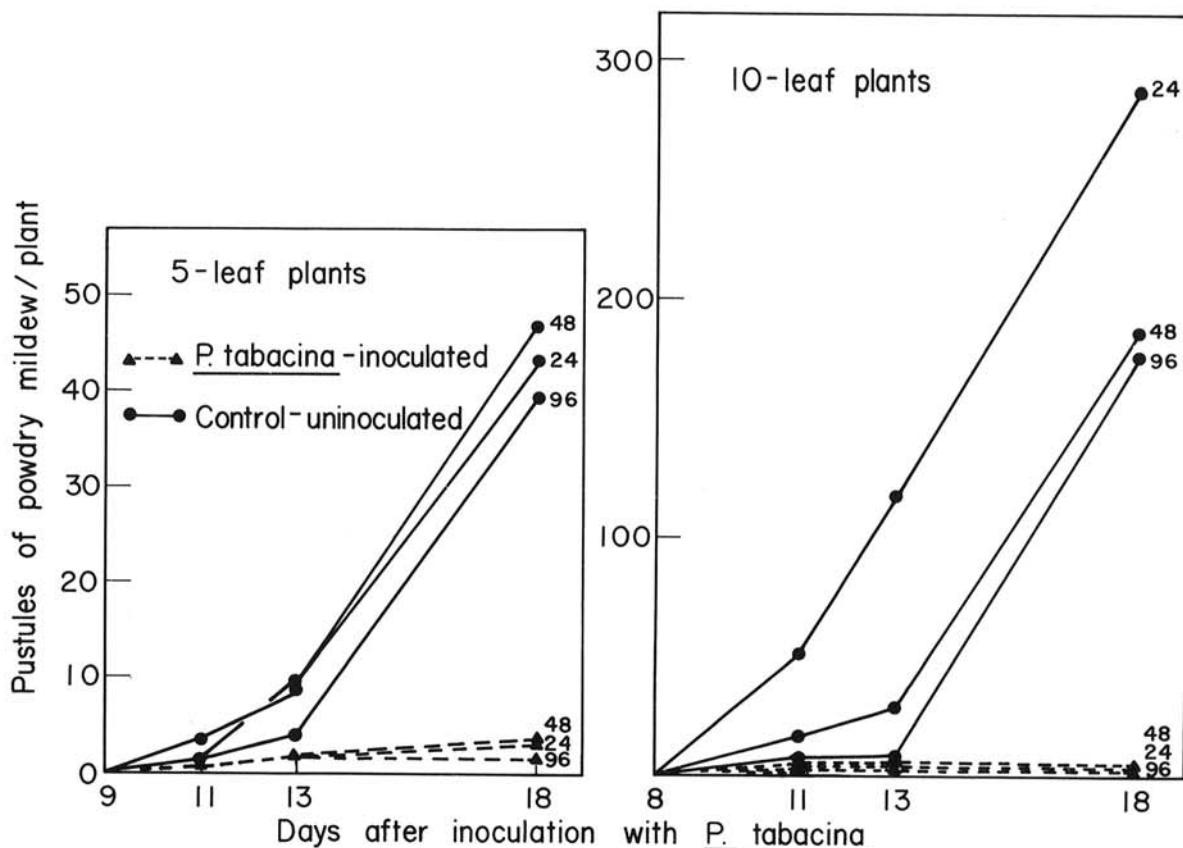 Pustules of powdry mildew/plant
50
40
30
20
10
0
5-leaf plants
P. tabacina-inoculated
Control-uninoculated
48
24
96
48
24
96
9 11 13 18
300
200
100
10-leaf plants
24
48
96
48
24
96
8 11 13 18
Days after inoculation with P. tabacina